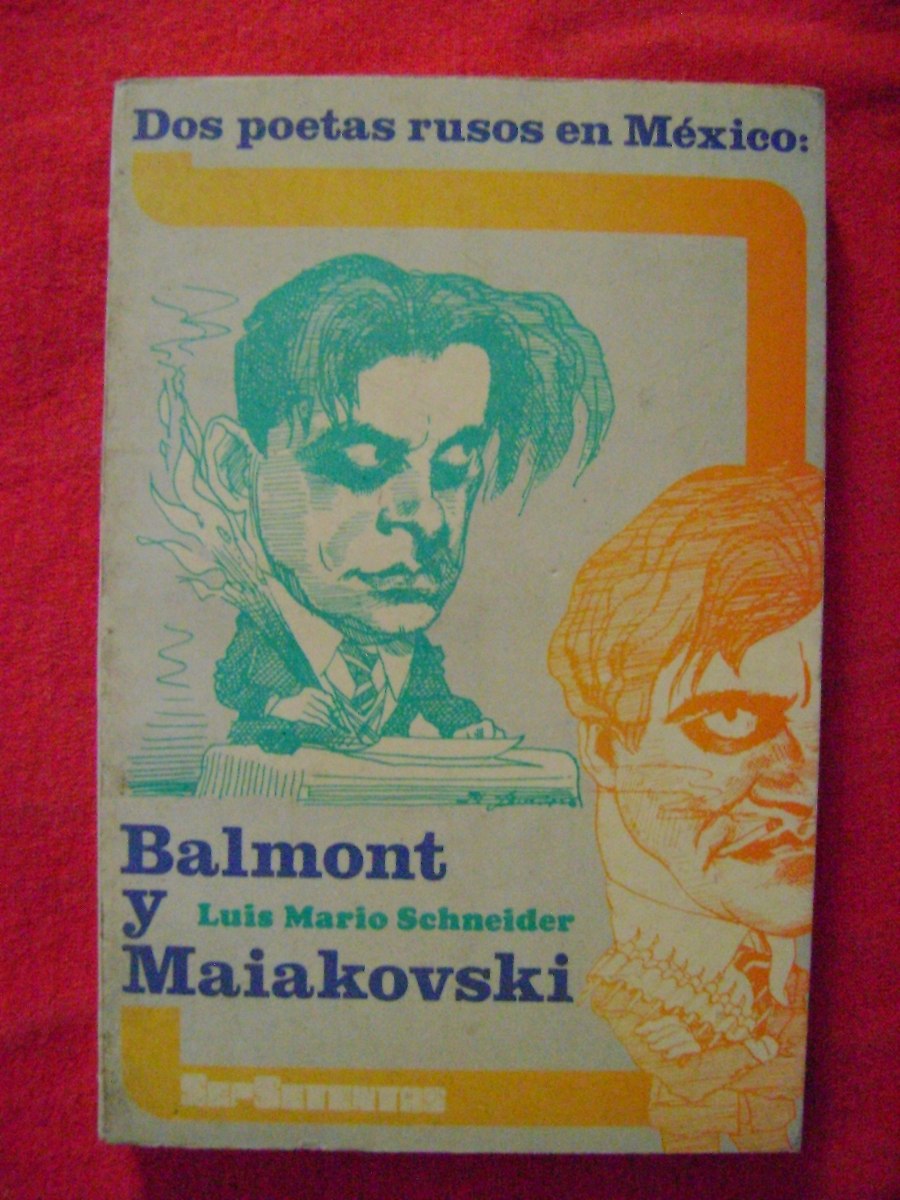 Dos poetas rusos en México:
Balmont
y
Luis Mario Schneider
Maiakovski
SepSetentas